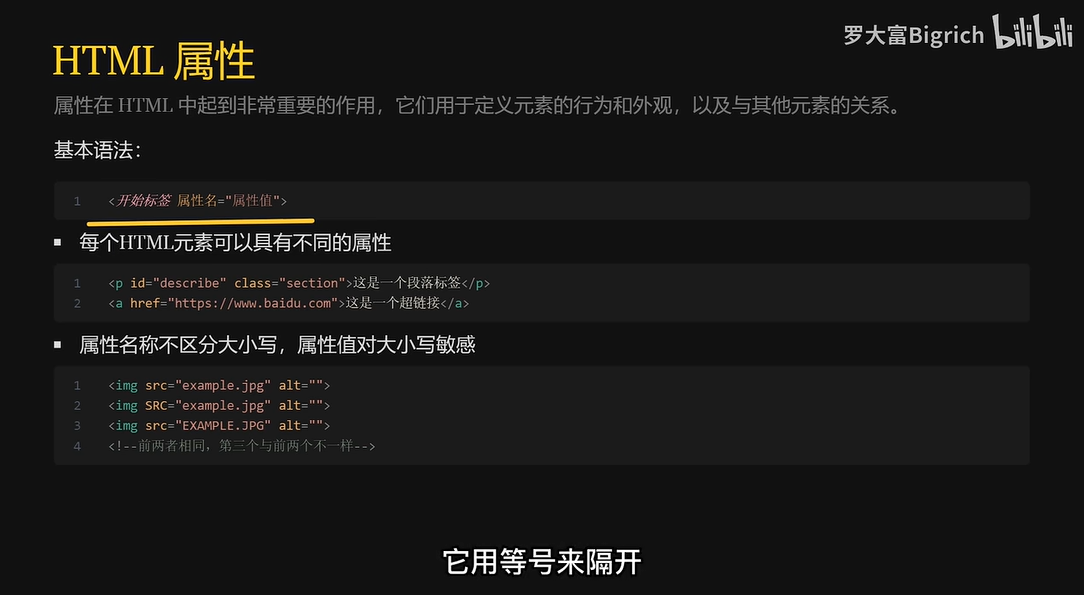 罗大富Bigrich bilibili
HTML 属性
属性在 HTML 中起到非常重要的作用，它们用于定义元素的行为和外观，以及与其他元素的关系。
基本语法：
1 <开始标签 属性名="属性值">
▪ 每个HTML元素可以具有不同的属性
1 <p id="describe" class="section">这是一个段落标签</p>
2 <a href="https://www.baidu.com">这是一个超链接</a>
▪ 属性名称不区分大小写，属性值对大小写敏感
1 <img src="example.jpg" alt="">
2 <img SRC="example.jpg" alt="">
3 <img src="EXAMPLE.JPG" alt="">
4 <!--前两者相同，第三个与前两个不一样-->
它用等号来隔开